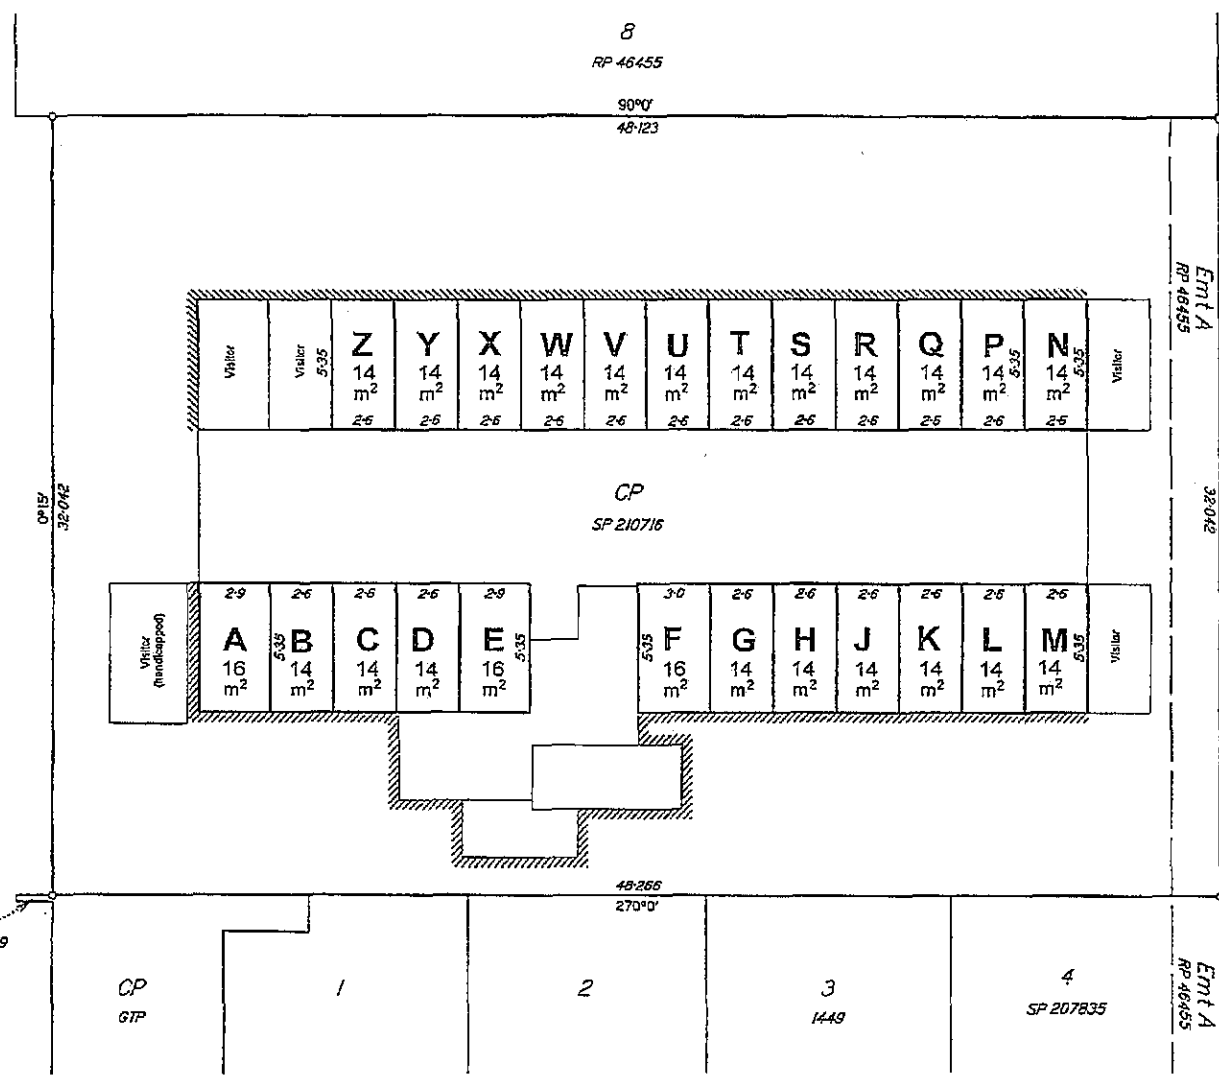 8
RP 46455
90°0'
48·123
Emt A
RP 46455
Visitor
Visitor
5·35
Z
14
m²
2·6
Y
14
m²
2·6
X
14
m²
2·6
W
14
m²
2·6
V
14
m²
2·6
U
14
m²
2·6
T
14
m²
2·6
S
14
m²
2·6
R
14
m²
2·6
Q
14
m²
2·6
P
14
m²
2·6
5·35
N
14
m²
2·6
5·35
Visitor
0°15'
32·042
CP
SP 210716
32·042
Visitor
(handicapped)
2·9
A
16
m²
5·35
2·6
B
14
m²
2·6
C
14
m²
2·6
D
14
m²
2·9
E
16
m²
5·35
3·0
5·35
F
16
m²
2·6
G
14
m²
2·6
H
14
m²
2·6
J
14
m²
2·6
K
14
m²
2·6
L
14
m²
2·6
M
14
m²
5·35
Visitor
48·266
270°0'
9
CP
GTP
1
2
3
1449
4
SP 207835
Emt A
RP 46455